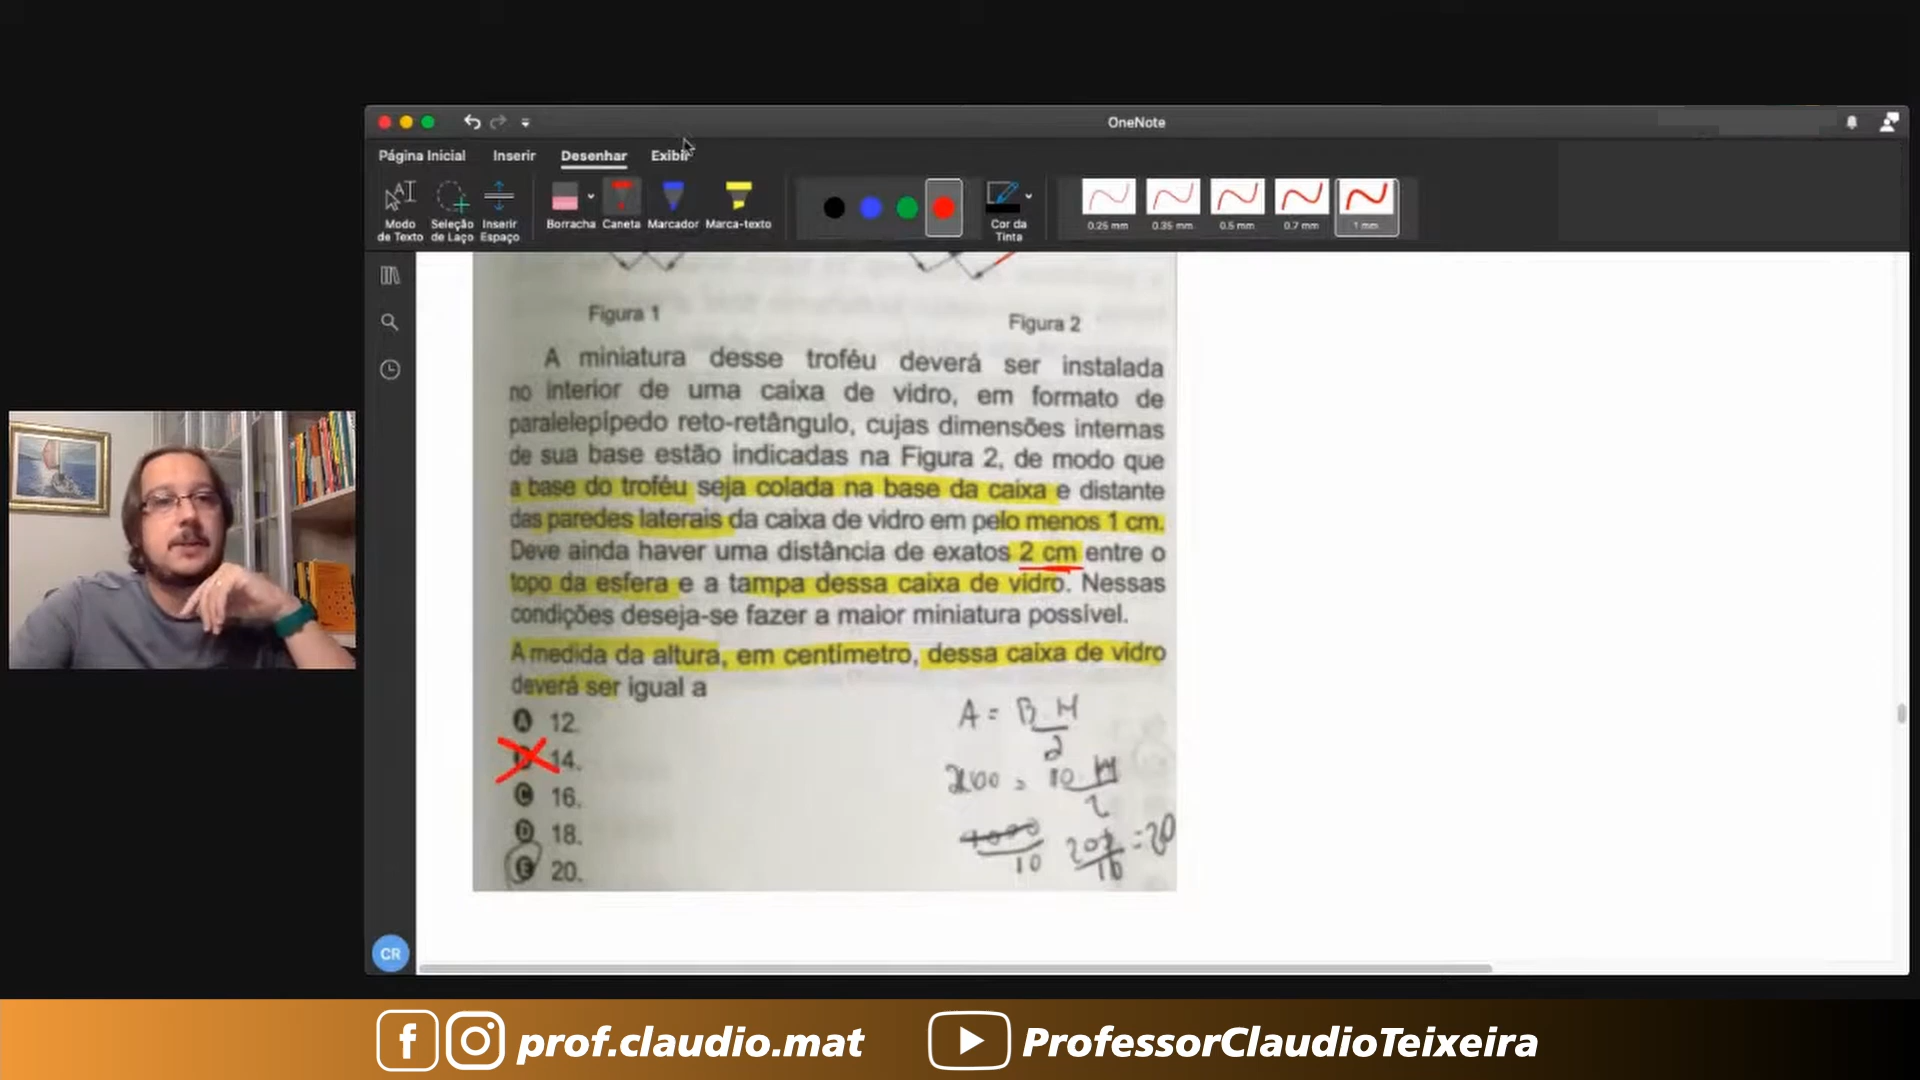 OneNote
Página Inicial
Inserir
Desenhar
Exibir
Modo de Texto
Seleção de Laço
Inserir Espaço
Borracha
Caneta
Marcador
Marca-texto
Cor da Tinta
0.25 mm
0.35 mm
0.5 mm
0.7 mm
1 mm
Figura 1
Figura 2
A miniatura desse troféu deverá ser instalada
no interior de uma caixa de vidro, em formato de
paralelepípedo reto-retângulo, cujas dimensões internas
de sua base estão indicadas na Figura 2, de modo que
a base do troféu seja colada na base da caixa e distante
das paredes laterais da caixa de vidro em pelo menos 1 cm.
Deve ainda haver uma distância de exatos 2 cm entre o
topo da esfera e a tampa dessa caixa de vidro. Nessas
condições deseja-se fazer a maior miniatura possível.
A medida da altura, em centímetro, dessa caixa de vidro
deverá ser igual a
A 12.
14.
C 16.
D 18.
E 20.
A = B.H
2
= 10.H
2
10
= 20
10
CR
prof.claudio.mat
ProfessorClaudioTeixeira